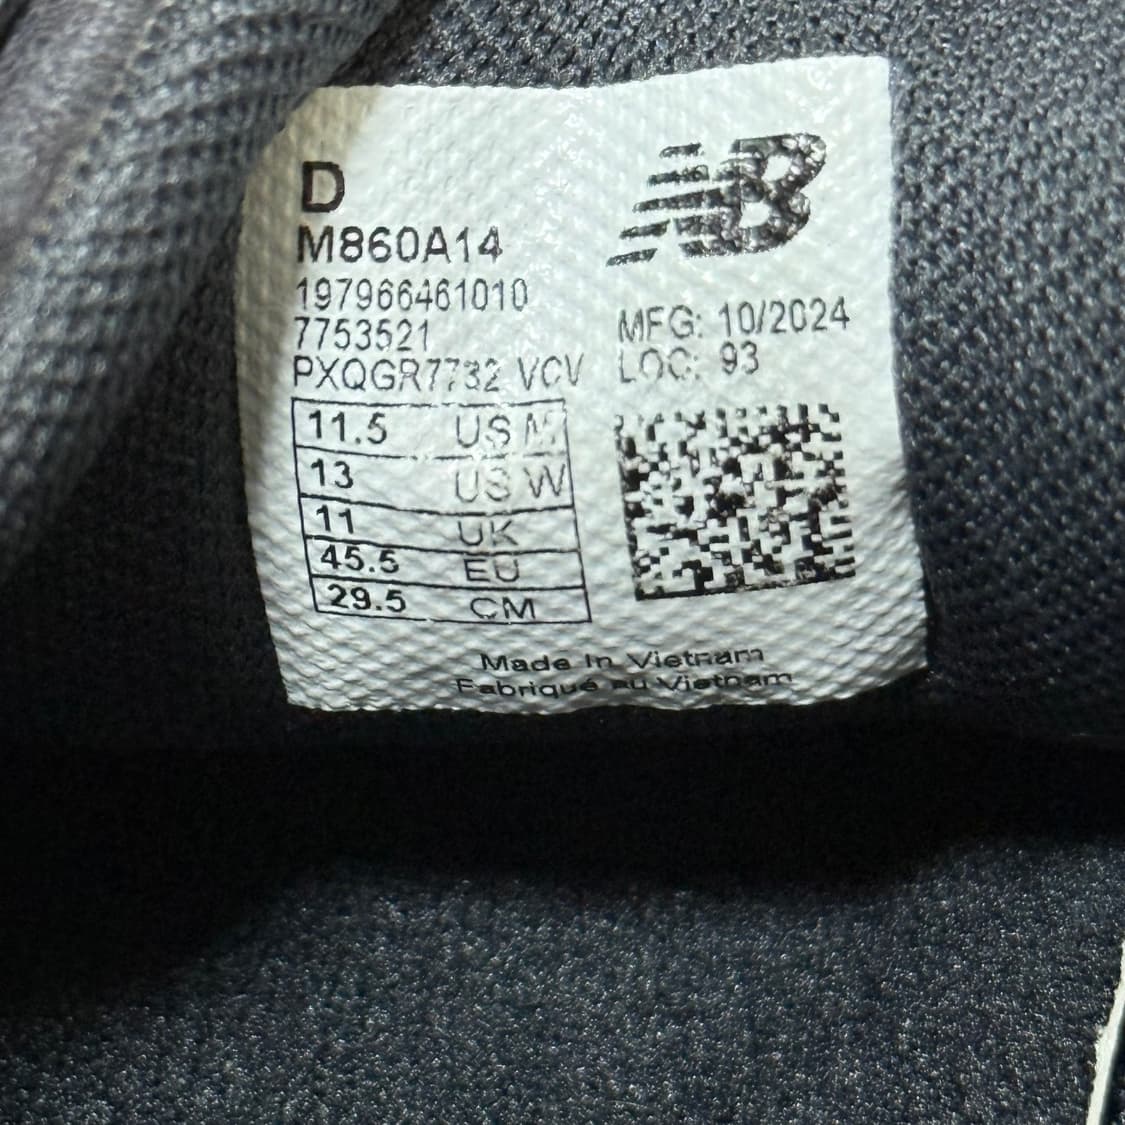 D
M860A14
197966461010
7753521
PXQGR7732 VCV
11.5 US M
13 US W
11 UK
45.5 EU
29.5 CM
NB
MFG: 10/2024
LOC: 93
Made In Vietnam
Fabriqué au Vietnam